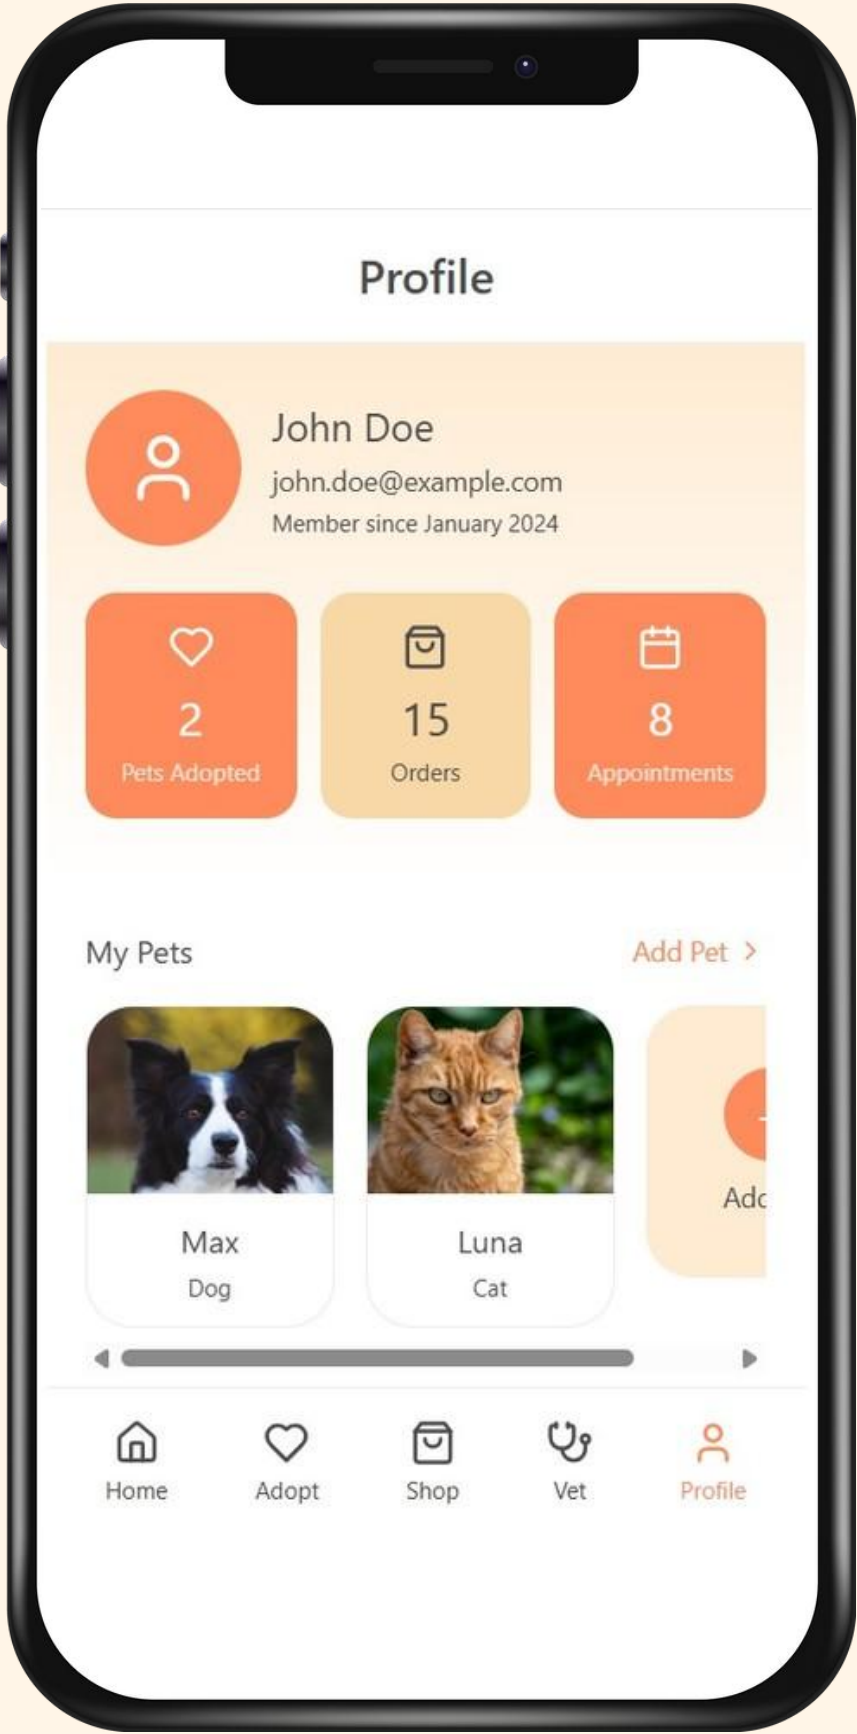 Profile
John Doe
john.doe@example.com
Member since January 2024
2
Pets Adopted
15
Orders
8
Appointments
My Pets
Add Pet
Max
Dog
Luna
Cat
Home
Adopt
Shop
Vet
Profile